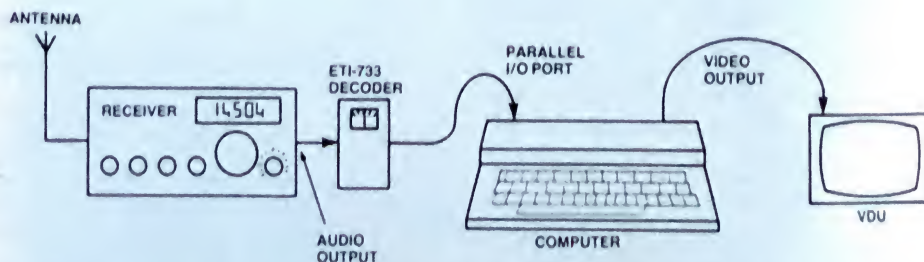 ANTENNA
RECEIVER
14504
AUDIO
OUTPUT
ETI-733
DECODER
PARALLEL
I/O PORT
COMPUTER
VIDEO
OUTPUT
VDU